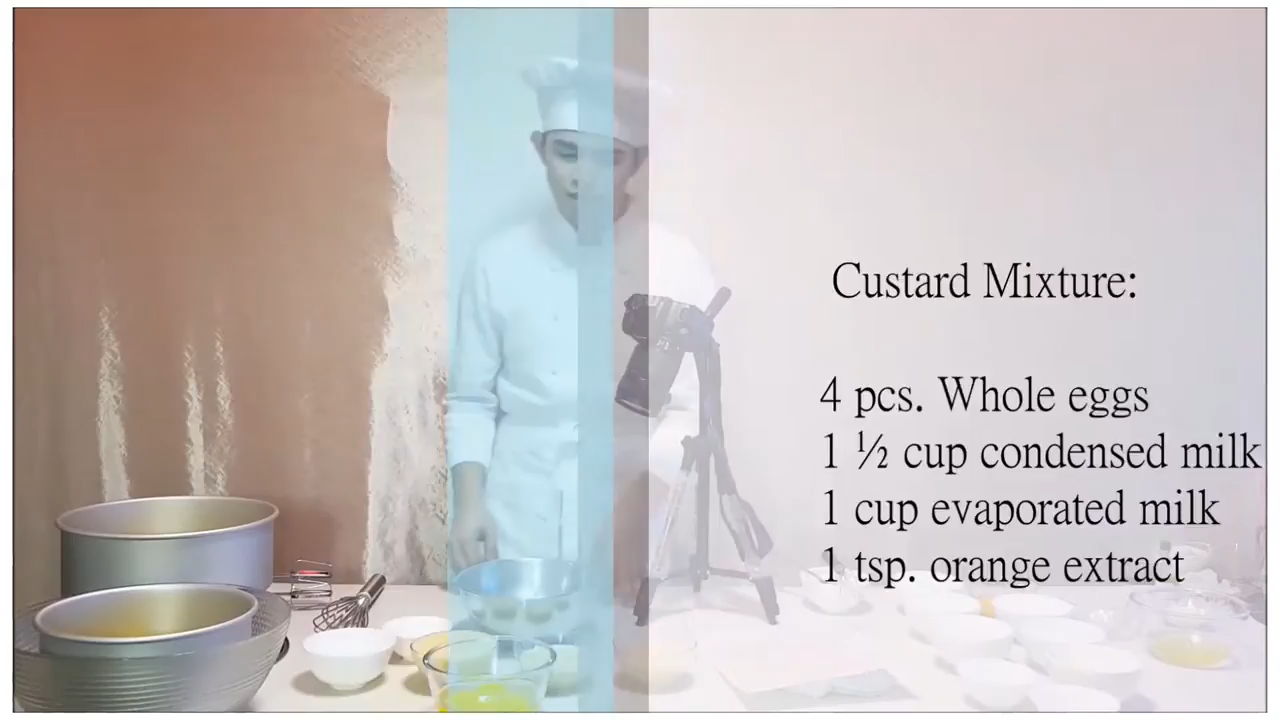 Custard Mixture:
4 pcs. Whole eggs
1 ½ cup condensed milk
1 cup evaporated milk
1 tsp. orange extract